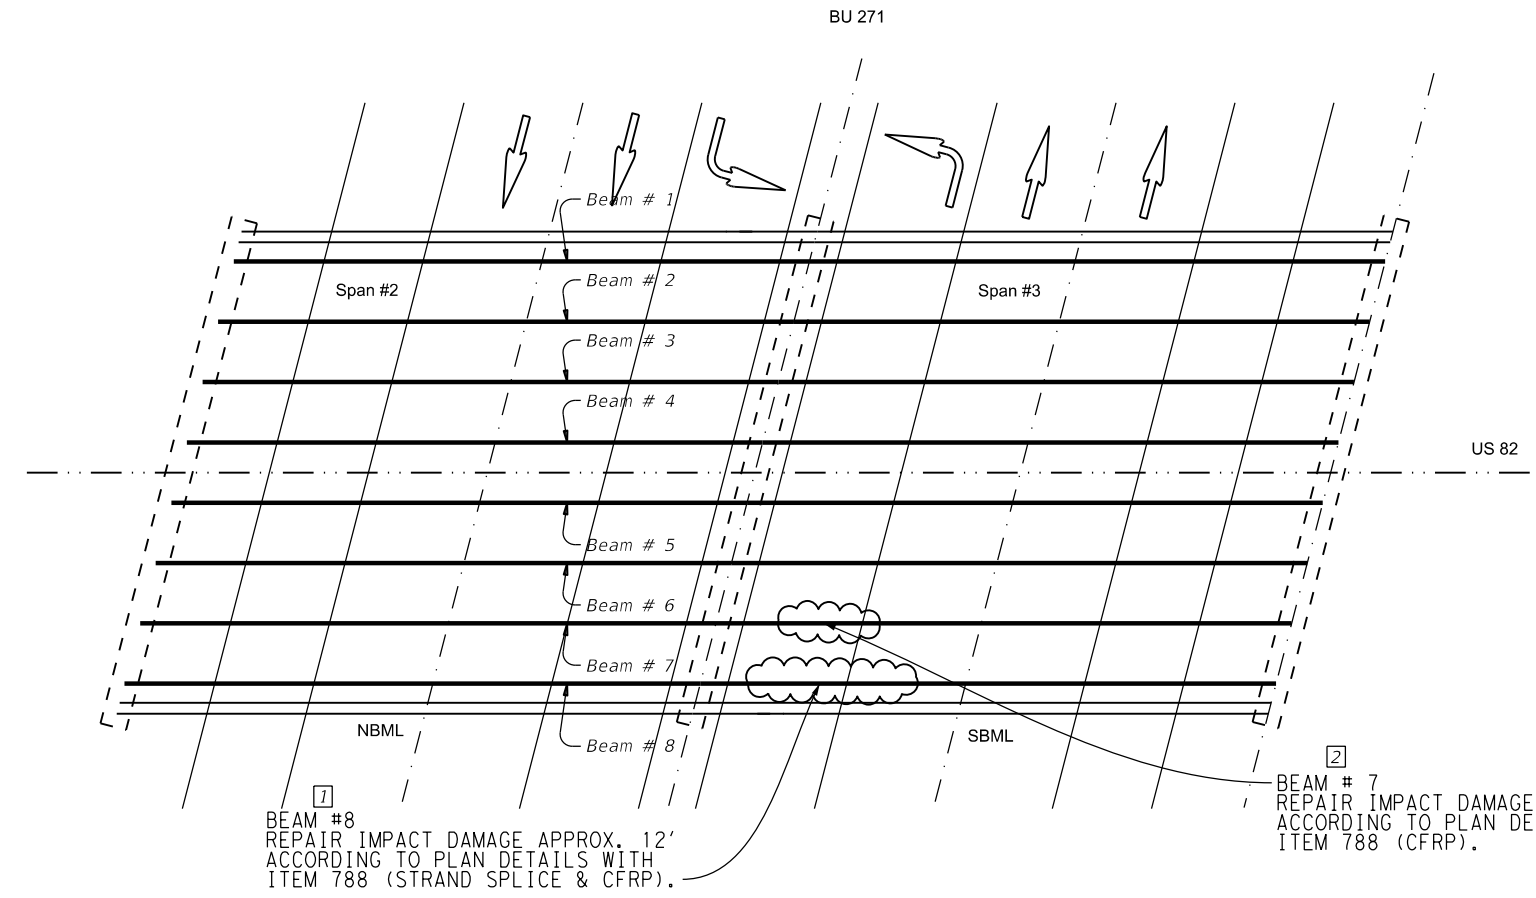 BU 271
Beam # 1
Beam # 2
Span #2
Span #3
Beam # 3
Beam # 4
US 82
Beam # 5
Beam # 6
Beam # 7
NBML
SBML
Beam # 8
1
BEAM #8
REPAIR IMPACT DAMAGE APPROX. 12'
ACCORDING TO PLAN DETAILS WITH
ITEM 788 (STRAND SPLICE & CFRP).
2
BEAM # 7
REPAIR IMPACT DAMAGE
ACCORDING TO PLAN DE
ITEM 788 (CFRP).